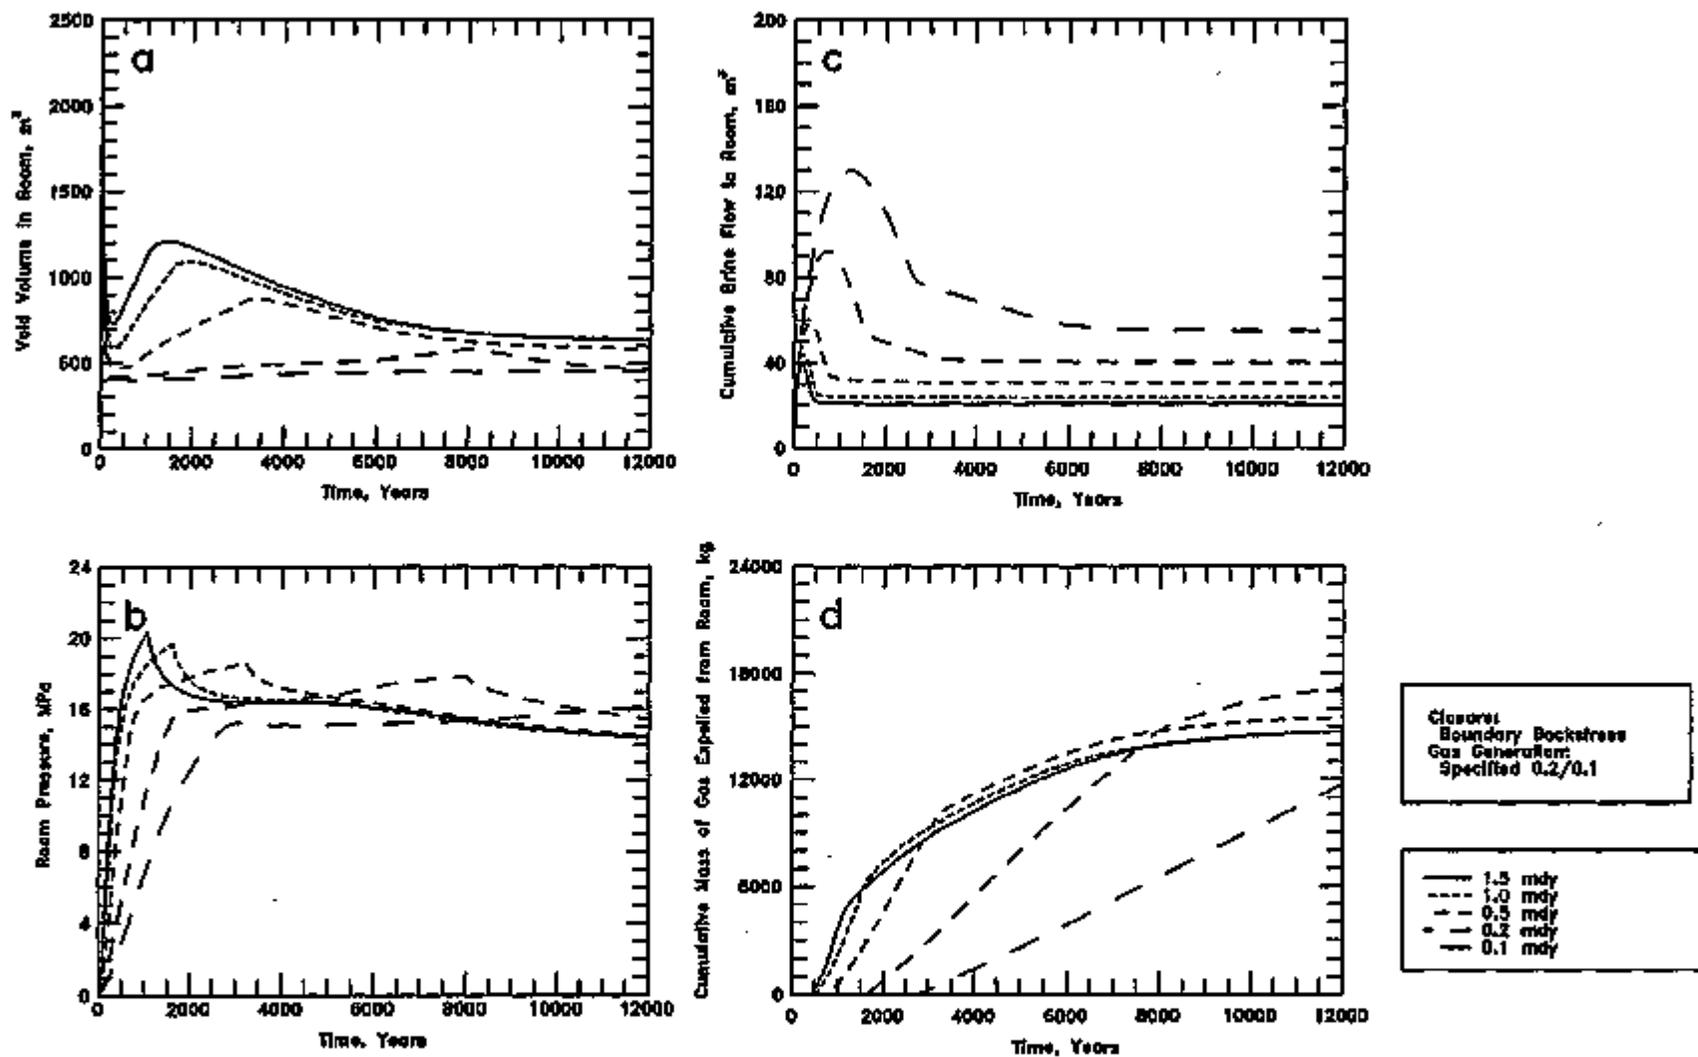 2500
2000
1500
1000
500
0
a
Void Volume in Room, m³
0 2000 4000 6000 8000 10000 12000
Time, Years
200
160
120
80
40
0
c
Cumulative Brine Flow to Room, m³
0 2000 4000 6000 8000 10000 12000
Time, Years
24
20
16
12
8
4
0
b
Room Pressure, MPa
0 2000 4000 6000 8000 10000 12000
Time, Years
24000
18000
12000
6000
0
d
Cumulative Mass of Gas Expelled from Room, kg
0 2000 4000 6000 8000 10000 12000
Time, Years
Closure:
Boundary Backstress
Gas Generation:
Specified 0.2/0.1
1.5 mdy
1.0 mdy
0.5 mdy
0.2 mdy
0.1 mdy